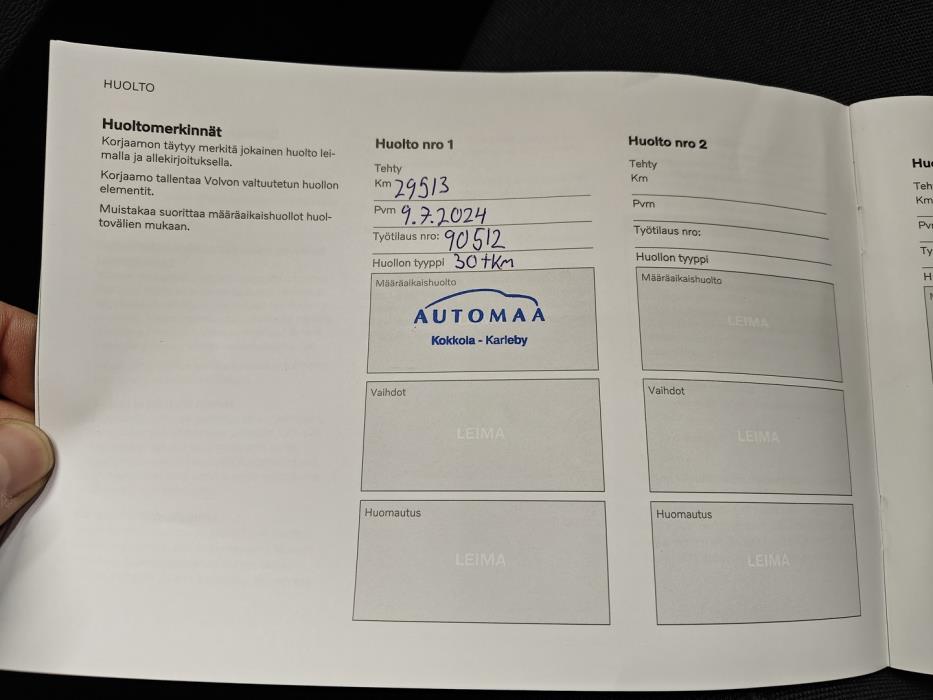 HUOLTO
Huoltomerkinnät
Korjaamon täytyy merkitä jokainen huolto lei-
malla ja allekirjoituksella.
Korjaamo tallentaa Volvon valtuutetun huollon
elementit.
Muistakaa suorittaa määräaikaishuollot huol-
tovälien mukaan.
Huolto nro 1
Tehty
Km 29513
Pvm 9.7.2024
Työtilaus nro: 90512
Huollon tyyppi 30 tkm
Määräaikaishuolto
AUTOMAA
Kokkola - Karleby
Vaihdot
LEIMA
Huomautus
LEIMA
Huolto nro 2
Tehty
Km
Pvm
Työtilaus nro:
Huollon tyyppi
Määräaikaishuolto
LEIMA
Vaihdot
LEIMA
Huomautus
LEIMA